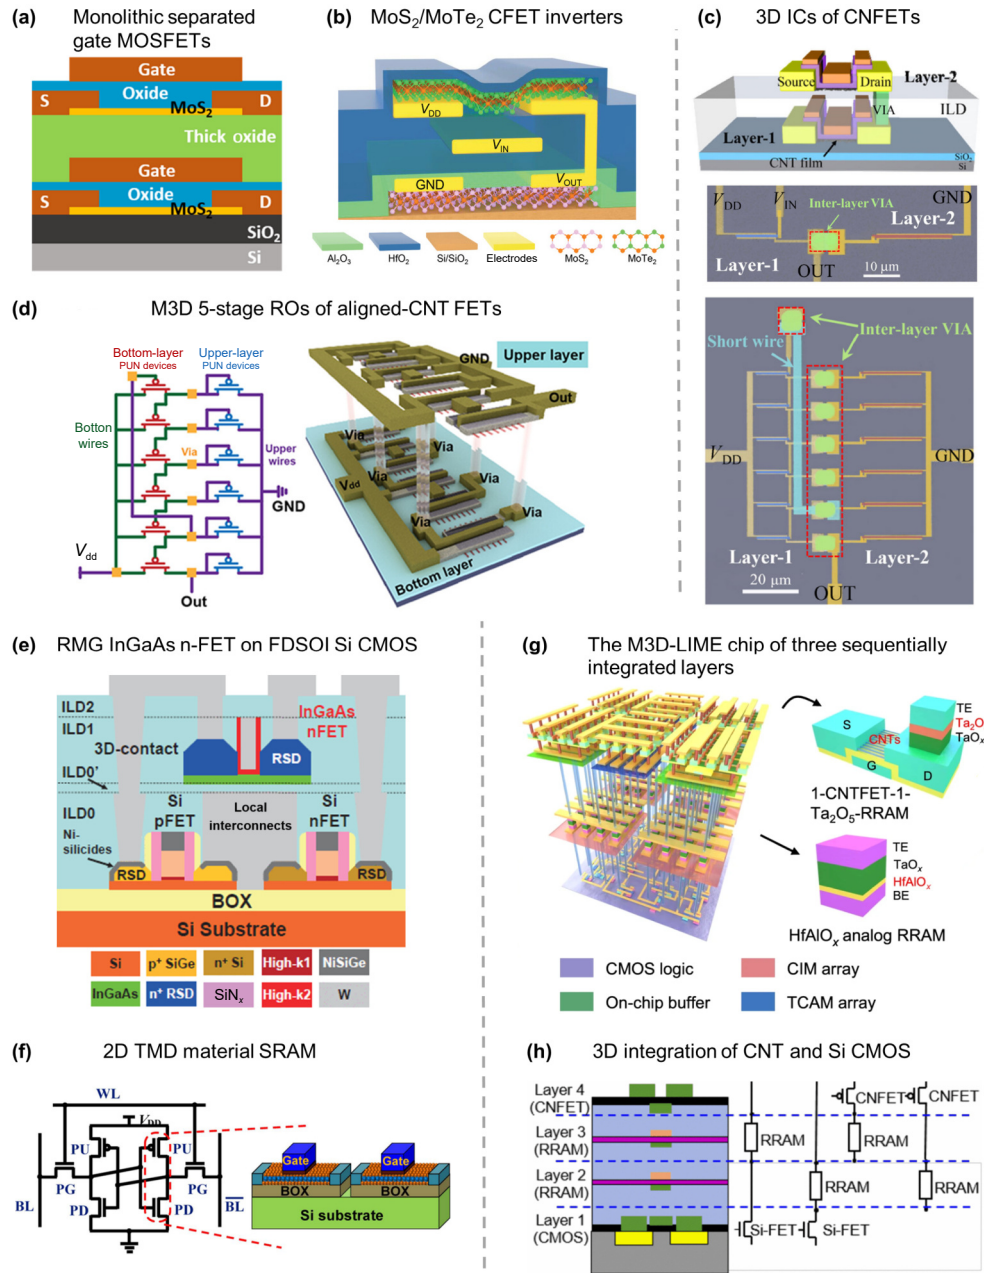 (a) Monolithic separated
gate MOSFETs
Gate
Oxide
S
MoS2
D
Thick oxide
Gate
Oxide
S
MoS2
D
SiO2
Si
(b) MoS2/MoTe2 CFET inverters
VDD
VIN
GND
VOUT
Al2O3
HfO2
Si/SiO2
Electrodes
MoS2
MoTe2
(c) 3D ICs of CNFETs
Source
Drain
Layer-2
VIA
ILD
Layer-1
CNT film
SiO2
Si
VDD
VIN
GND
Inter-layer VIA
Layer-2
Layer-1
OUT
10 μm
Inter-layer VIA
Short wire
VDD
GND
Layer-1
Layer-2
20 μm
OUT
(d) M3D 5-stage ROs of aligned-CNT FETs
Bottom-layer
PUN devices
Upper-layer
PUN devices
Botton
wires
Via
Upper
wires
GND
Vdd
Out
GND
Upper layer
Out
Via
Via
Via
Via
Vdd
Via
Via
Bottom layer
(e) RMG InGaAs n-FET on FDSOI Si CMOS
ILD2
ILD1
InGaAs
nFET
3D-contact
RSD
ILD0'
ILD0
Si
pFET
Local
interconnects
Si
nFET
Ni-
silicides
RSD
RSD
BOX
Si Substrate
Si
p+ SiGe
n+ Si
High-k1
NiSiGe
InGaAs
n+ RSD
SiNx
High-k2
W
(f) 2D TMD material SRAM
WL
VDD
PU
PU
PG
PG
BL
PD
PD
BL
Gate
Gate
BOX
BOX
Si substrate
(g) The M3D-LIME chip of three sequentially
integrated layers
S
CNTs
G
D
TE
Ta2O
TaOx
1-CNTFET-1-
Ta2O5-RRAM
TE
TaOx
HfAlOx
BE
HfAlOx analog RRAM
CMOS logic
CIM array
On-chip buffer
TCAM array
(h) 3D integration of CNT and Si CMOS
Layer 4
(CNFET)
Layer 3
(RRAM)
Layer 2
(RRAM)
Layer 1
(CMOS)
CNFET
CNFET
RRAM
RRAM
RRAM
RRAM
Si-FET
Si-FET